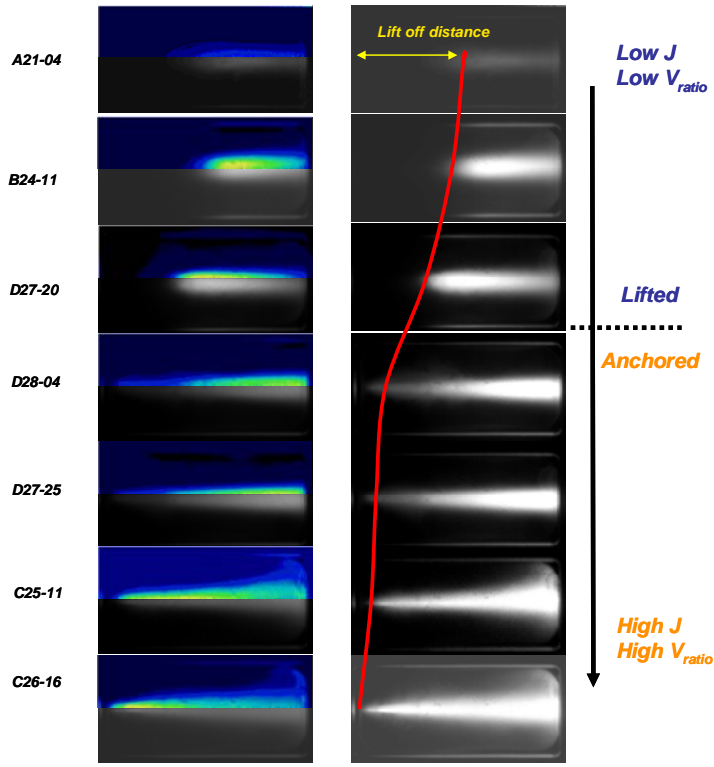 Lift off distance
A21-04
Low J
Low Vratio
B24-11
D27-20
Lifted
Anchored
D28-04
D27-25
C25-11
High J
High Vratio
C26-16